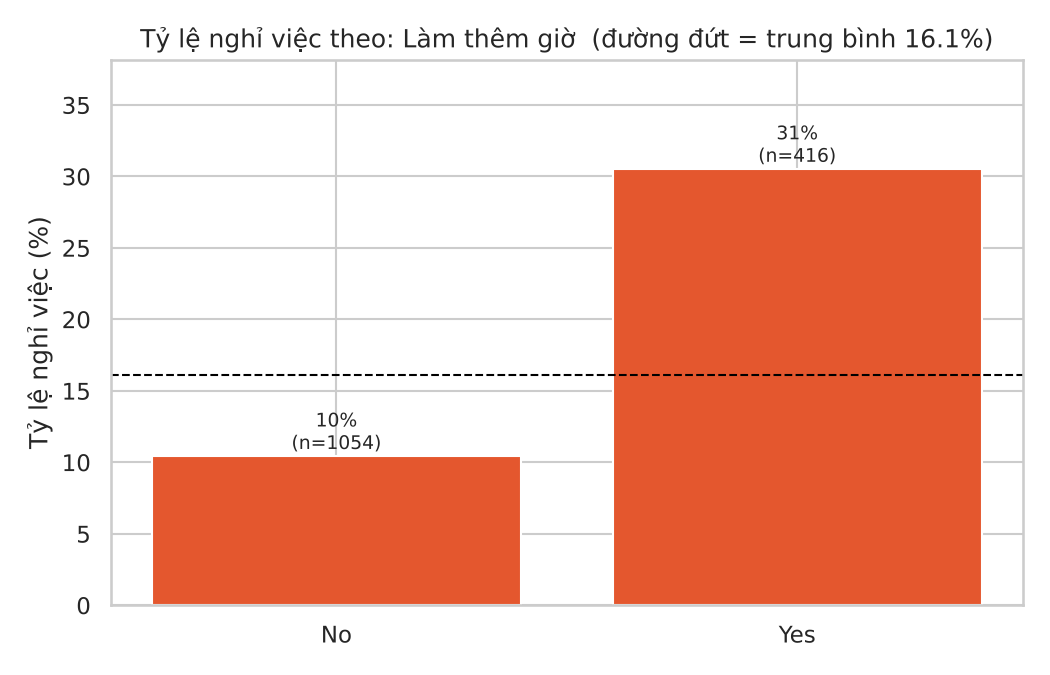 Tỷ lệ nghỉ việc theo: Làm thêm giờ  (đường đứt = trung bình 16.1%)
Tỷ lệ nghỉ việc (%)
35
30
25
20
15
10
5
0
10%
(n=1054)
31%
(n=416)
No
Yes